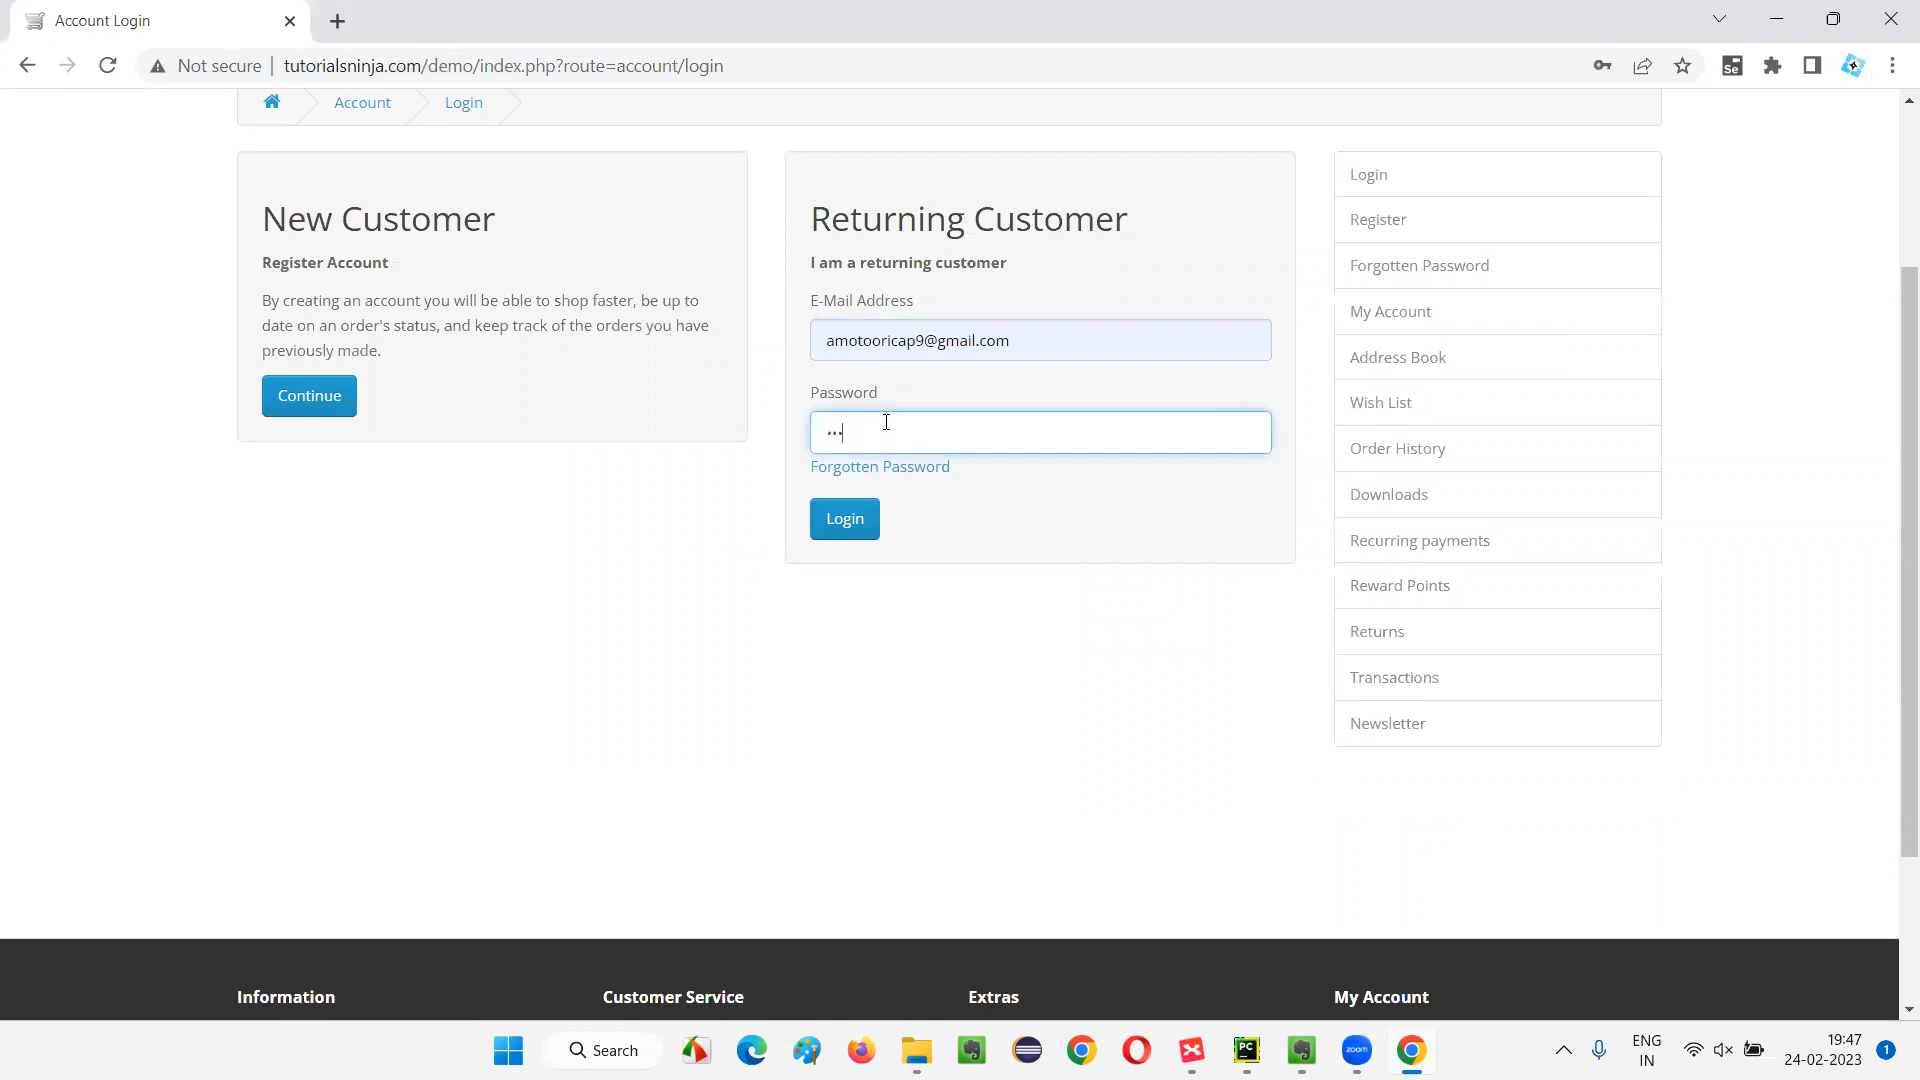 Account Login
Not secure
tutorialsninja.com/demo/index.php?route=account/login
Se
Account
Login
New Customer
Register Account
By creating an account you will be able to shop faster, be up to
date on an order's status, and keep track of the orders you have
previously made.
Continue
Returning Customer
I am a returning customer
E-Mail Address
amotooricap9@gmail.com
Password
Forgotten Password
Login
Login
Register
Forgotten Password
My Account
Address Book
Wish List
Order History
Downloads
Recurring payments
Reward Points
Returns
Transactions
Newsletter
Information
Customer Service
Extras
My Account
Search
PC
zoom
ENG
IN
19:47
24-02-2023
1